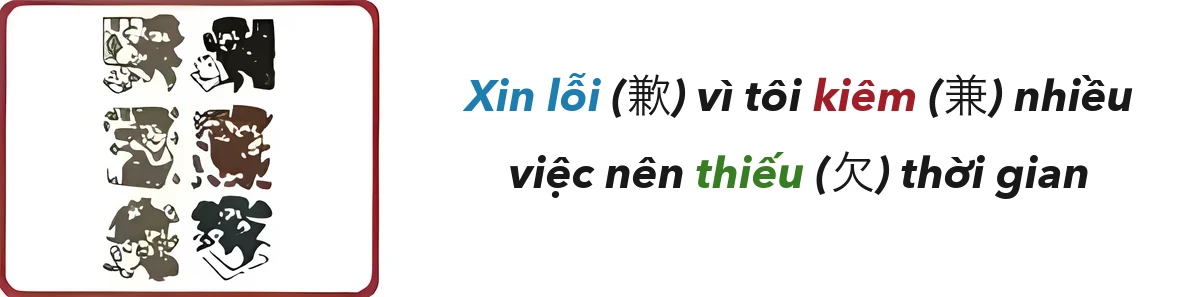 Xin lỗi (歉) vì tôi kiêm (兼) nhiều
việc nên thiếu (欠) thời gian